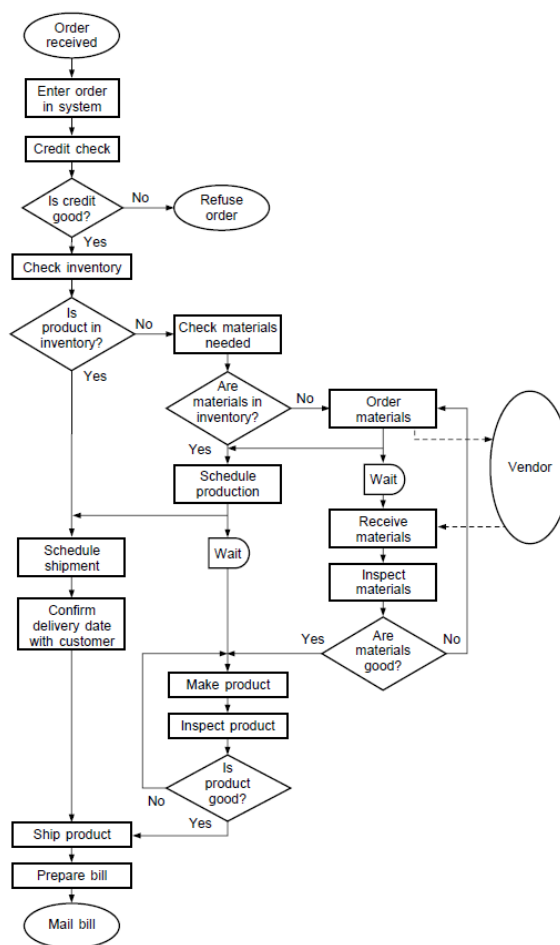 Order
received
Enter order
in system
Credit check
Is credit
good?
No
Refuse
order
Yes
Check inventory
Is
product in
inventory?
No
Check materials
needed
Yes
Are
materials in
inventory?
No
Order
materials
Vendor
Yes
Schedule
production
Wait
Receive
materials
Schedule
shipment
Wait
Inspect
materials
Confirm
delivery date
with customer
Yes
Are
materials
good?
No
Make product
Inspect product
Is
product
good?
No
Yes
Ship product
Prepare bill
Mail bill